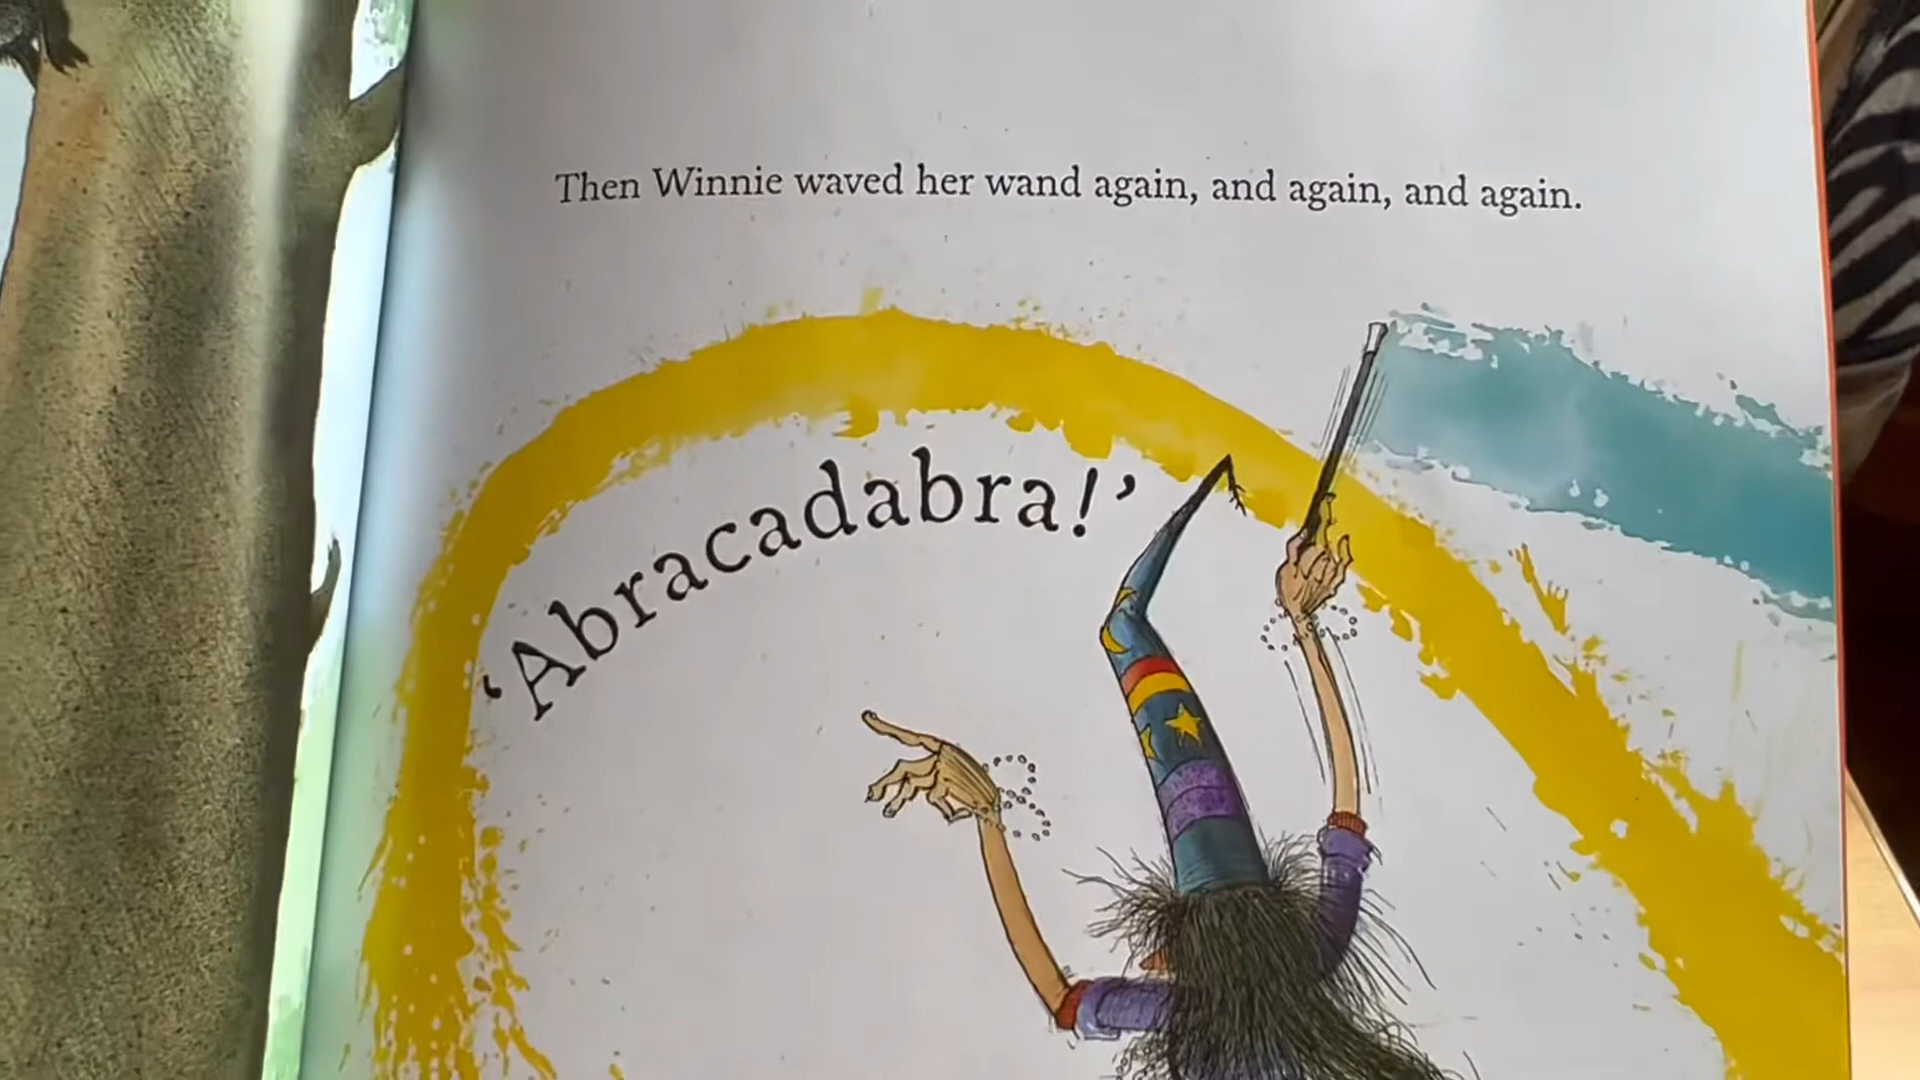 Then Winnie waved her wand again, and again, and again.
‘Abracadabra!’